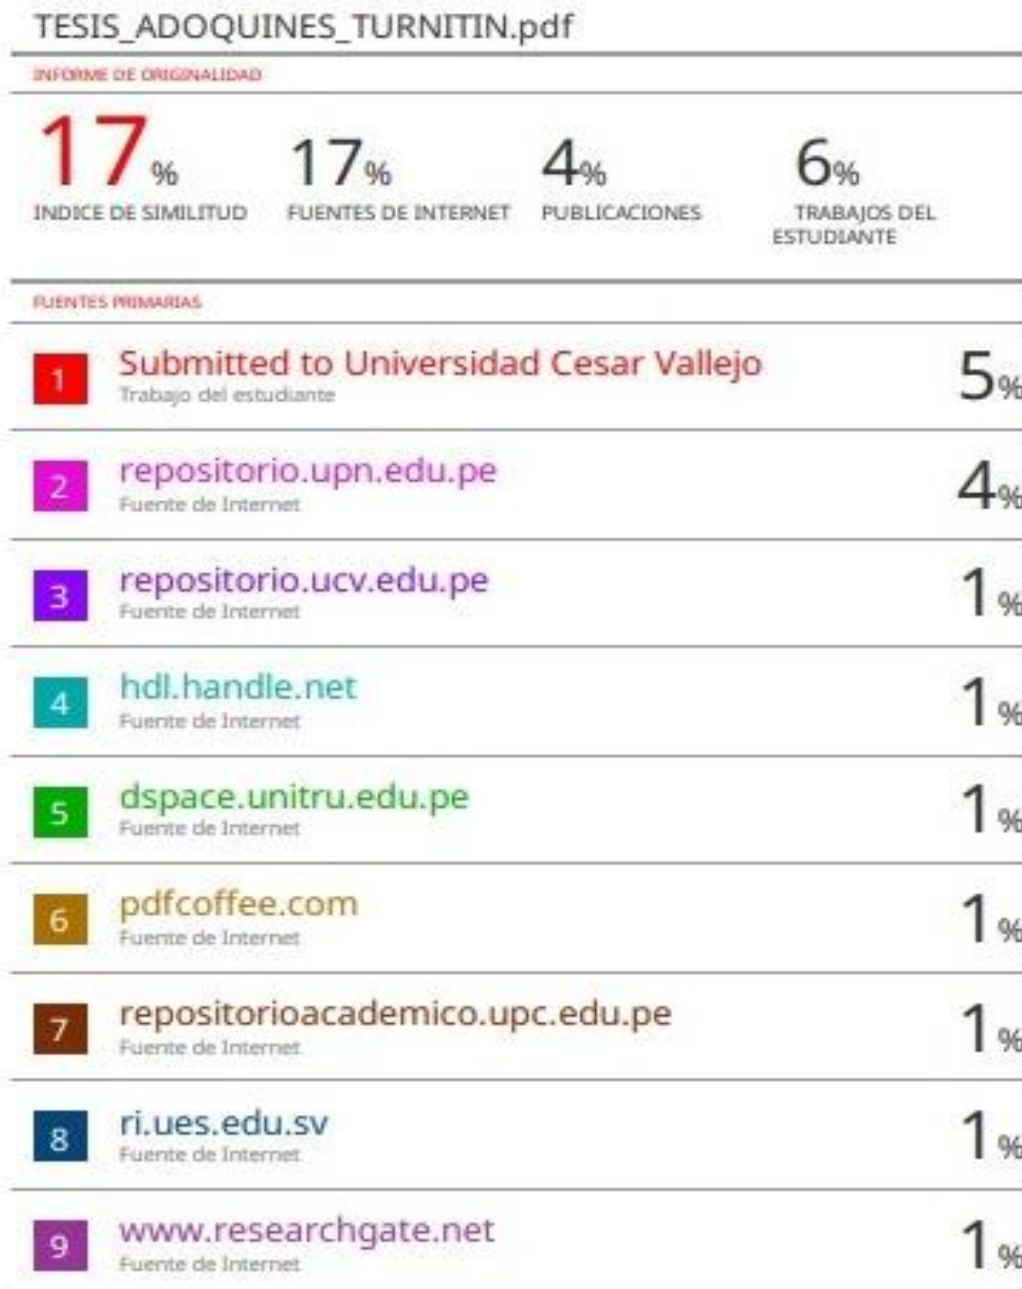 TESIS_ADOQUINES_TURNITIN.pdf
INFORME DE ORIGINALIDAD
17% 17% 4% 6%
INDICE DE SIMILITUD FUENTES DE INTERNET PUBLICACIONES TRABAJOS DEL
ESTUDIANTE
FUENTES PRIMARIAS
1 Submitted to Universidad Cesar Vallejo 5%
Trabajo del estudiante
2 repositorio.upn.edu.pe 4%
Fuente de Internet
3 repositorio.ucv.edu.pe 1%
Fuente de Internet
4 hdl.handle.net 1%
Fuente de Internet
5 dspace.unitru.edu.pe 1%
Fuente de Internet
6 pdfcoffee.com 1%
Fuente de Internet
7 repositorioacademico.upc.edu.pe 1%
Fuente de Internet
8 ri.ues.edu.sv 1%
Fuente de Internet
9 www.researchgate.net 1%
Fuente de Internet